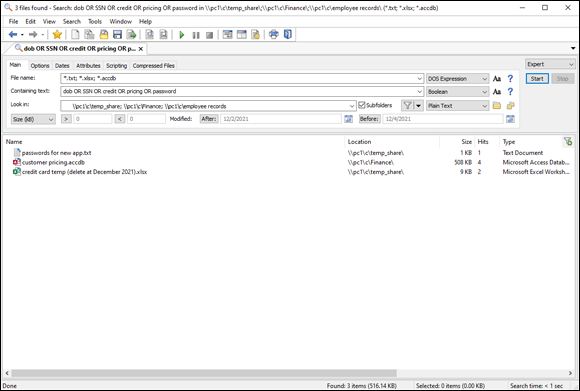 3 files found - Search: dob OR SSN OR credit OR pricing OR password in \\pc1\c\temp_share\;\\pc1\c\Finance\;\\pc1\c\employee records\ (*.txt; *.xlsx; *.accdb)
File Edit View Search Tools Window Help
dob OR SSN OR credit OR pricing OR p...
Main Options Dates Attributes Scripting Compressed Files
Expert
File name: *.txt; *.xlsx; *.accdb DOS Expression Aa ?
Start Stop
Containing text: dob OR SSN OR credit OR pricing OR password Boolean Aa ?
Look in: \\pc1\c\temp_share; \\pc1\c\Finance; \\pc1\c\employee records Subfolders Plain Text
Size (kB) > 0 < 0 Modified: After: 12/2/2021 Before: 12/4/2021
Name Location Size Hits Type
passwords for new app.txt \\pc1\c\temp_share\ 1 KB 1 Text Document
customer pricing.accdb \\pc1\c\Finance\ 508 KB 4 Microsoft Access Datab...
credit card temp (delete at December 2021).xlsx \\pc1\c\temp_share\ 9 KB 2 Microsoft Excel Worksh...
Done Found: 3 items (516.14 KB) Selected: 0 items (0.00 KB) Search time: < 1 sec